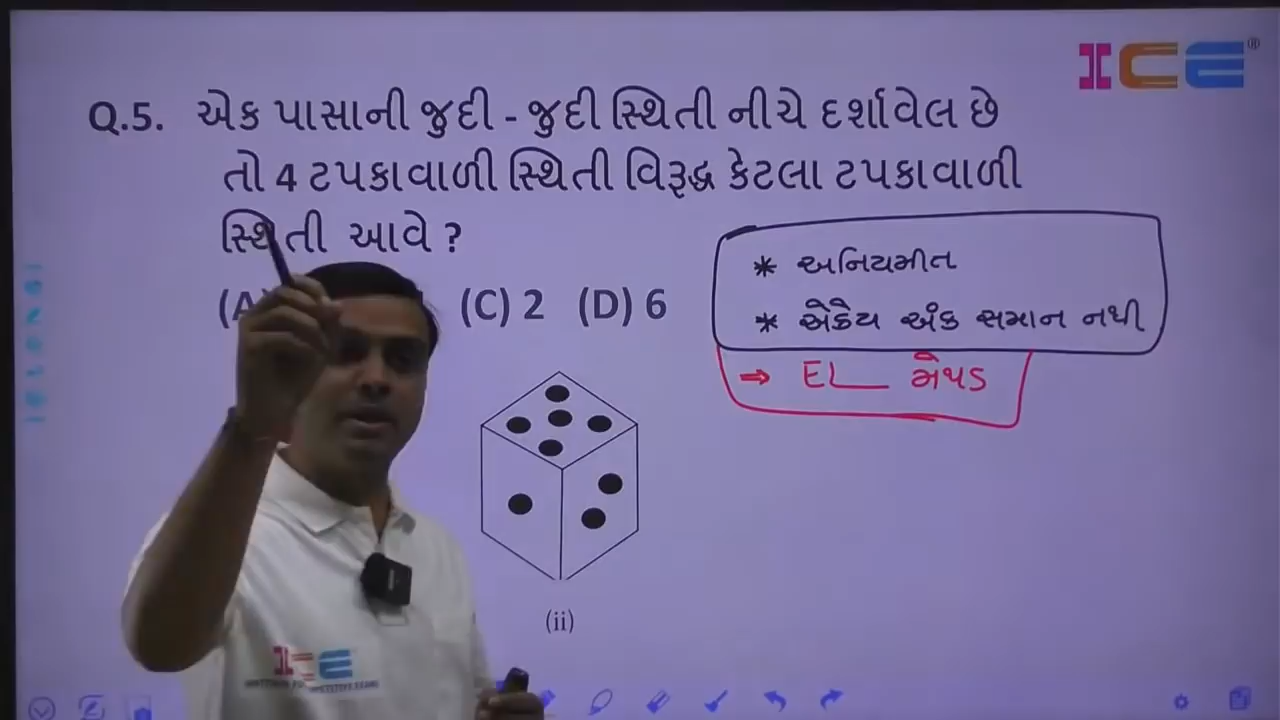 ICE®
Q.5. એક પાસાની જુદી - જુદી સ્થિતી નીચે દર્શાવેલ છે
તો 4 ટપકાવાળી સ્થિતી વિરૂદ્ધ કેટલા ટપકાવાળી
સ્થિતી આવે ?
(A) (C) 2 (D) 6
* અનિયમીત
* એકેય અંક સમાન નથી
⇒ EL મેથડ
(ii)
ICE